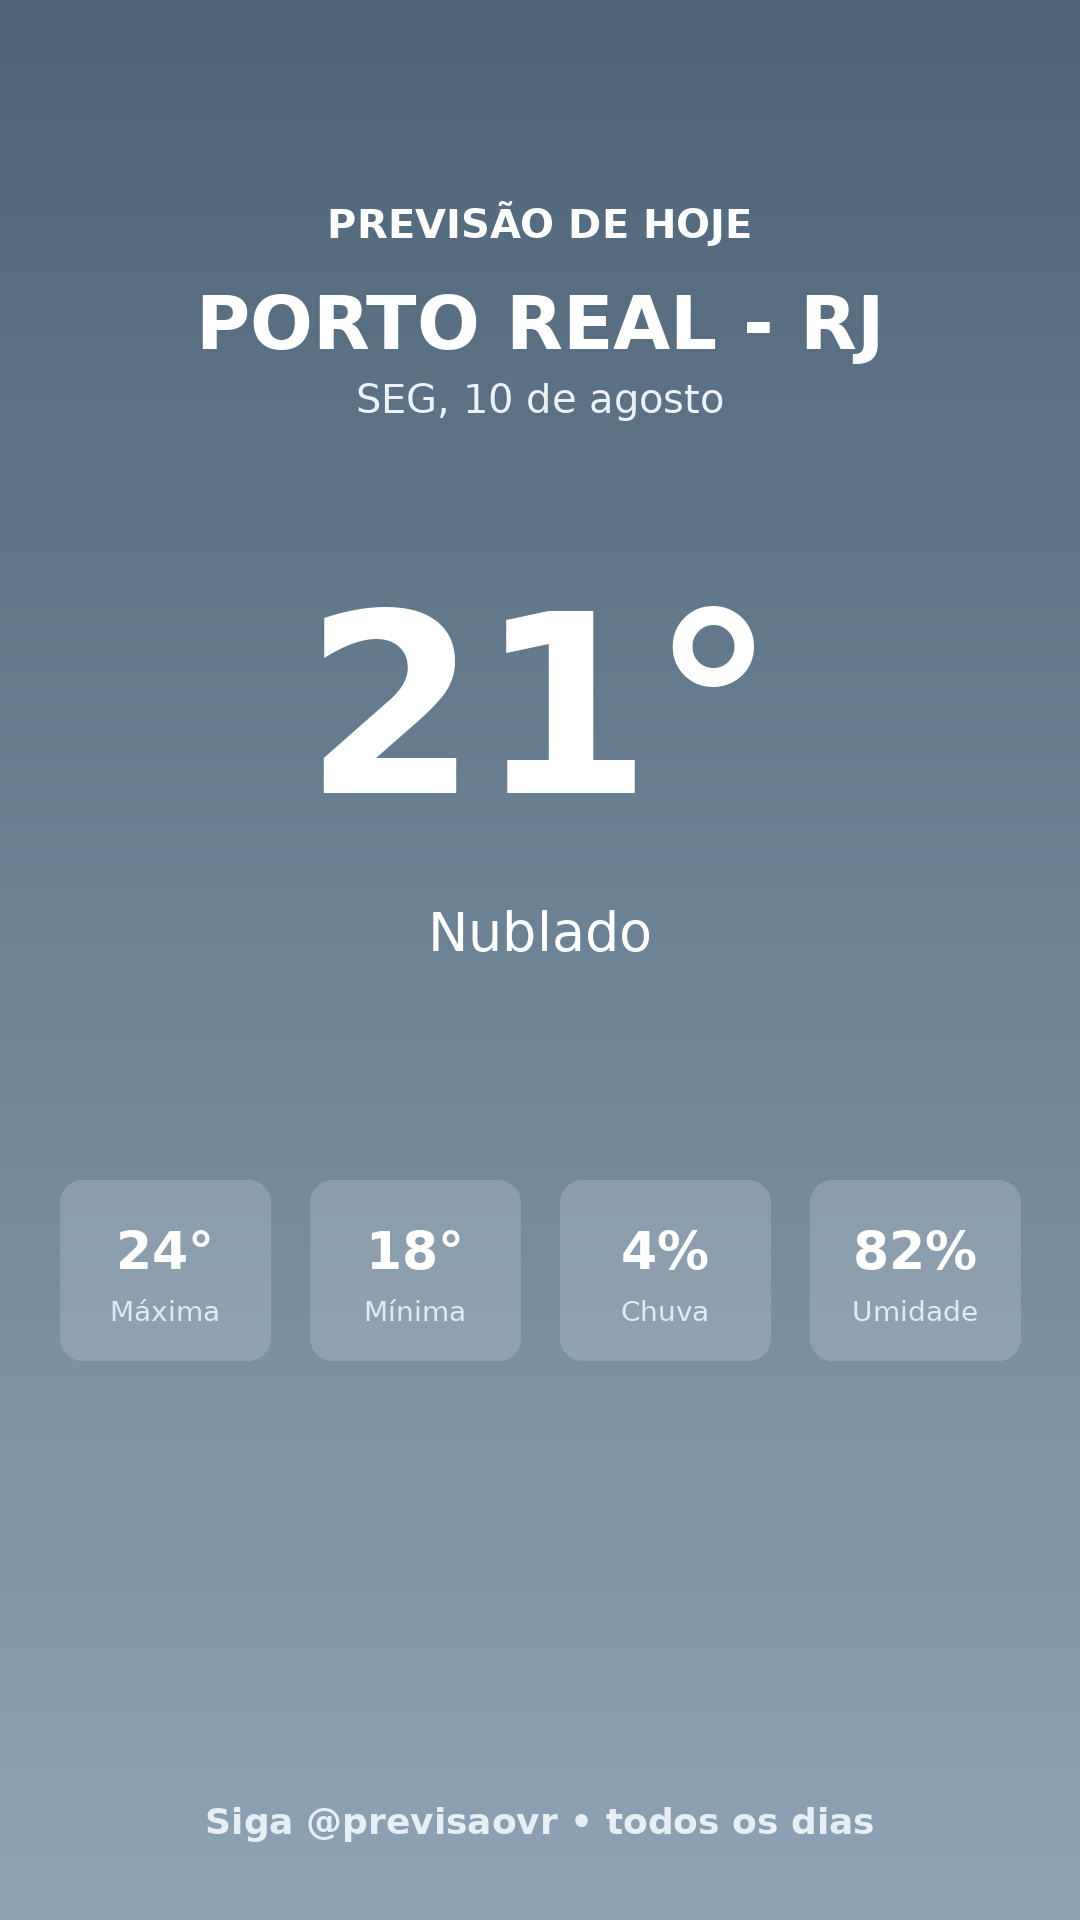 PREVISÃO DE HOJE
PORTO REAL - RJ
SEG, 10 de agosto
21°
Nublado
24° 18° 4% 82%
Máxima Mínima Chuva Umidade
Siga @previsaovr • todos os dias